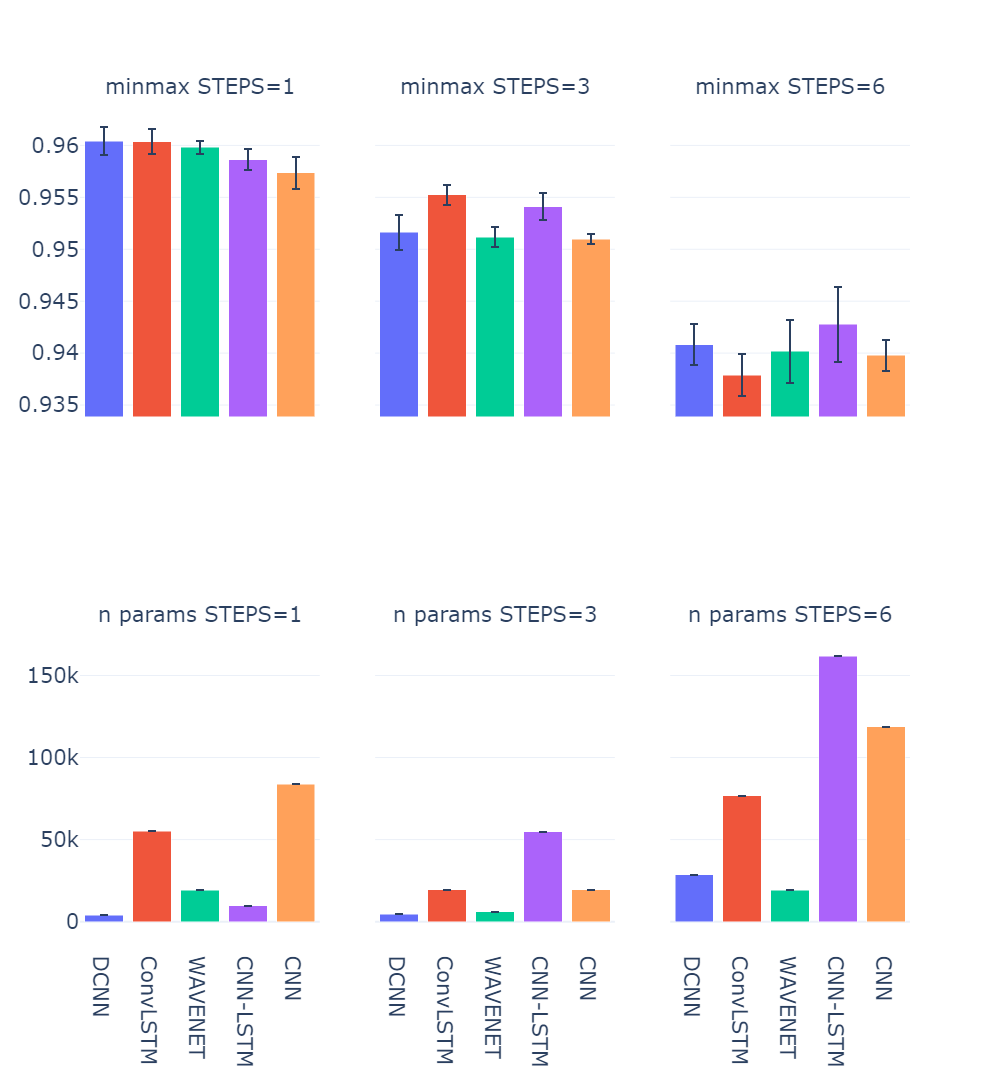 minmax STEPS=1
minmax STEPS=3
minmax STEPS=6
0.96
0.955
0.95
0.945
0.94
0.935
n params STEPS=1
n params STEPS=3
n params STEPS=6
150k
100k
50k
0
DCNN
ConvLSTM
WAVENET
CNN-LSTM
CNN
DCNN
ConvLSTM
WAVENET
CNN-LSTM
CNN
DCNN
ConvLSTM
WAVENET
CNN-LSTM
CNN